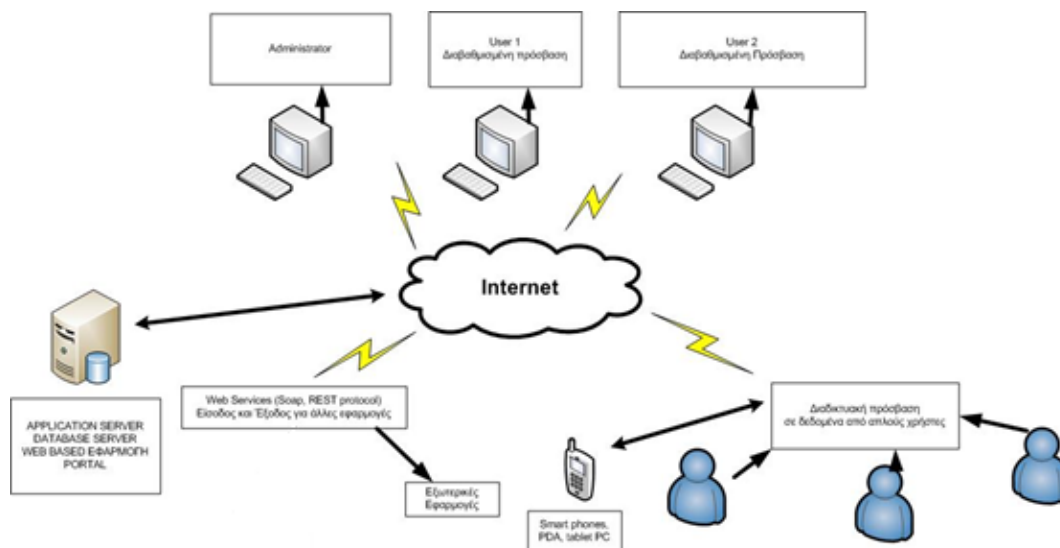 Administrator
User 1
Διαβαθμισμένη πρόσβαση
User 2
Διαβαθμισμένη Πρόσβαση
Internet
APPLICATION SERVER
DATABASE SERVER
WEB BASED ΕΦΑΡΜΟΓΗ
PORTAL
Web Services (Soap, REST protocol)
Είσοδος και Έξοδος για άλλες εφαρμογές
Εξωτερικές
Εφαρμογές
Smart phones,
PDA, tablet PC
Διαδικτυακή πρόσβαση
σε δεδομένα από απλούς χρήστες